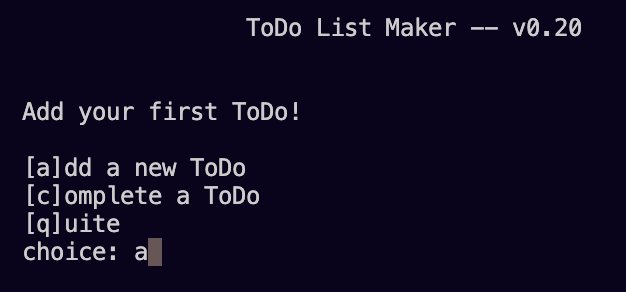 ToDo List Maker -- v0.20
Add your first ToDo!
[a]dd a new ToDo
[c]omplete a ToDo
[q]uite
choice: a